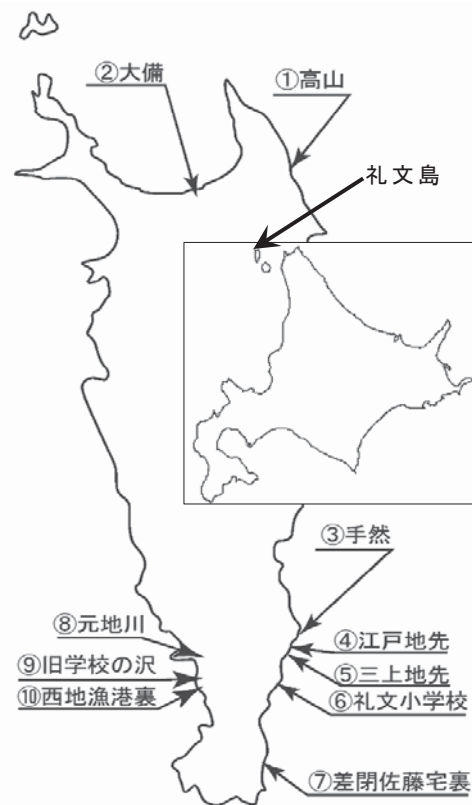 ②大備
①高山
礼文島
③手然
⑧元地川
④江戸地先
⑨旧学校の沢
⑤三上地先
⑩西地漁港裏
⑥礼文小学校
⑦差閉佐藤宅裏